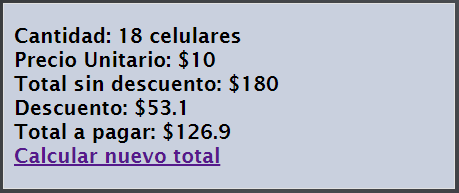 Cantidad: 18 celulares
Precio Unitario: $10
Total sin descuento: $180
Descuento: $53.1
Total a pagar: $126.9
Calcular nuevo total